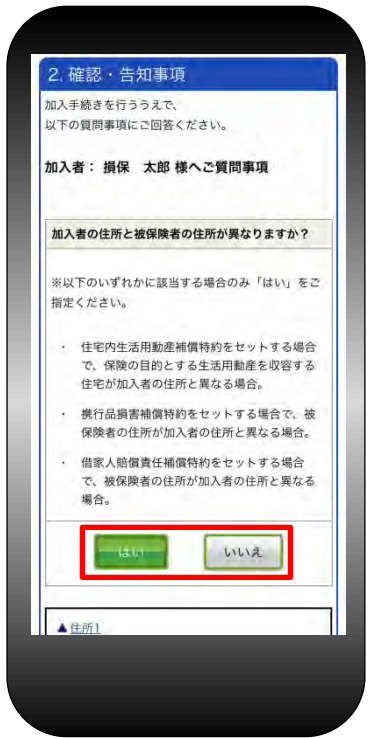 2. 確認・告知事項
加入手続きを行ううえで、
以下の質問事項にご回答ください。
加入者： 損保　太郎 様へご質問事項
加入者の住所と被保険者の住所が異なりますか？
※以下のいずれかに該当する場合のみ「はい」をご
指定ください。
・ 住宅内生活用動産補償特約をセットする場合
で、保険の目的とする生活用動産を収容する
住宅が加入者の住所と異なる場合。
・ 携行品損害補償特約をセットする場合で、被
保険者の住所が加入者の住所と異なる場合。
・ 借家人賠償責任補償特約をセットする場合
で、被保険者の住所が加入者の住所と異なる
場合。
はい いいえ
▲住所1